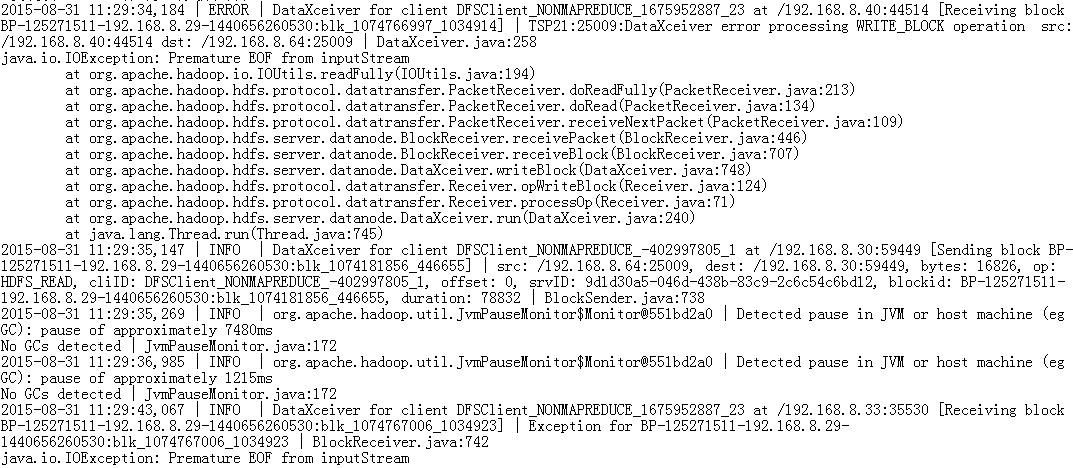 2015-08-31 11:29:34,184 | ERROR | DataXceiver for client DFSClient_NONMAPREDUCE_1675952887_23 at /192.168.8.40:44514 [Receiving block
BP-125271511-192.168.8.29-1440656260530:blk_1074766997_1034914] | TSP21:25009:DataXceiver error processing WRITE_BLOCK operation  src:
/192.168.8.40:44514 dst: /192.168.8.64:25009 | DataXceiver.java:258
java.io.IOException: Premature EOF from inputStream
        at org.apache.hadoop.io.IOUtils.readFully(IOUtils.java:194)
        at org.apache.hadoop.hdfs.protocol.datatransfer.PacketReceiver.doReadFully(PacketReceiver.java:213)
        at org.apache.hadoop.hdfs.protocol.datatransfer.PacketReceiver.doRead(PacketReceiver.java:134)
        at org.apache.hadoop.hdfs.protocol.datatransfer.PacketReceiver.receiveNextPacket(PacketReceiver.java:109)
        at org.apache.hadoop.hdfs.server.datanode.BlockReceiver.receivePacket(BlockReceiver.java:446)
        at org.apache.hadoop.hdfs.server.datanode.BlockReceiver.receiveBlock(BlockReceiver.java:707)
        at org.apache.hadoop.hdfs.server.datanode.DataXceiver.writeBlock(DataXceiver.java:748)
        at org.apache.hadoop.hdfs.protocol.datatransfer.Receiver.opWriteBlock(Receiver.java:124)
        at org.apache.hadoop.hdfs.protocol.datatransfer.Receiver.processOp(Receiver.java:71)
        at org.apache.hadoop.hdfs.server.datanode.DataXceiver.run(DataXceiver.java:240)
        at java.lang.Thread.run(Thread.java:745)
2015-08-31 11:29:35,147 | INFO  | DataXceiver for client DFSClient_NONMAPREDUCE_-402997805_1 at /192.168.8.30:59449 [Sending block BP-
125271511-192.168.8.29-1440656260530:blk_1074181856_446655] | src: /192.168.8.64:25009, dest: /192.168.8.30:59449, bytes: 16826, op:
HDFS_READ, cliID: DFSClient_NONMAPREDUCE_-402997805_1, offset: 0, srvID: 9d1d30a5-046d-438b-83c9-2c6c54c6bd12, blockid: BP-125271511-
192.168.8.29-1440656260530:blk_1074181856_446655, duration: 78832 | BlockSender.java:738
2015-08-31 11:29:35,269 | INFO  | org.apache.hadoop.util.JvmPauseMonitor$Monitor@551bd2a0 | Detected pause in JVM or host machine (eg
GC): pause of approximately 7480ms
No GCs detected | JvmPauseMonitor.java:172
2015-08-31 11:29:36,985 | INFO  | org.apache.hadoop.util.JvmPauseMonitor$Monitor@551bd2a0 | Detected pause in JVM or host machine (eg
GC): pause of approximately 1215ms
No GCs detected | JvmPauseMonitor.java:172
2015-08-31 11:29:43,067 | INFO  | DataXceiver for client DFSClient_NONMAPREDUCE_1675952887_23 at /192.168.8.33:35530 [Receiving block
BP-125271511-192.168.8.29-1440656260530:blk_1074767006_1034923] | Exception for BP-125271511-192.168.8.29-
1440656260530:blk_1074767006_1034923 | BlockReceiver.java:742
java.io.IOException: Premature EOF from inputStream